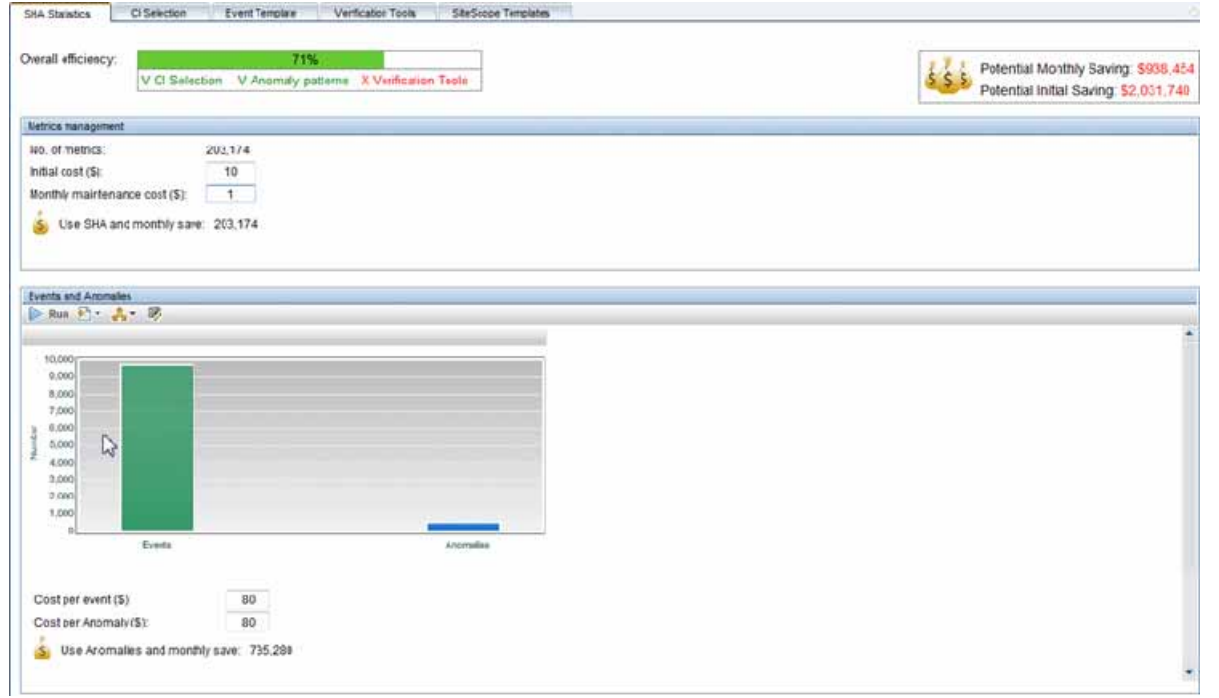 SHA Statistics CI Selection Event Template Verification Tools SiteScope Templates
Overall efficiency: 71%
V CI Selection V Anomaly patterns X Verification Tools
Potential Monthly Saving: $938,454
Potential Initial Saving: $2,031,740
Metrics management
No. of metrics: 203,174
Initial cost ($): 10
Monthly maintenance cost ($): 1
Use SHA and monthly save: 203,174
Events and Anomalies
Run
10,000
9,000
8,000
7,000
6,000
5,000
4,000
3,000
2,000
1,000
0
Number
Events Anomalies
Cost per event ($) 80
Cost per Anomaly($): 80
Use Anomalies and monthly save: 735,280